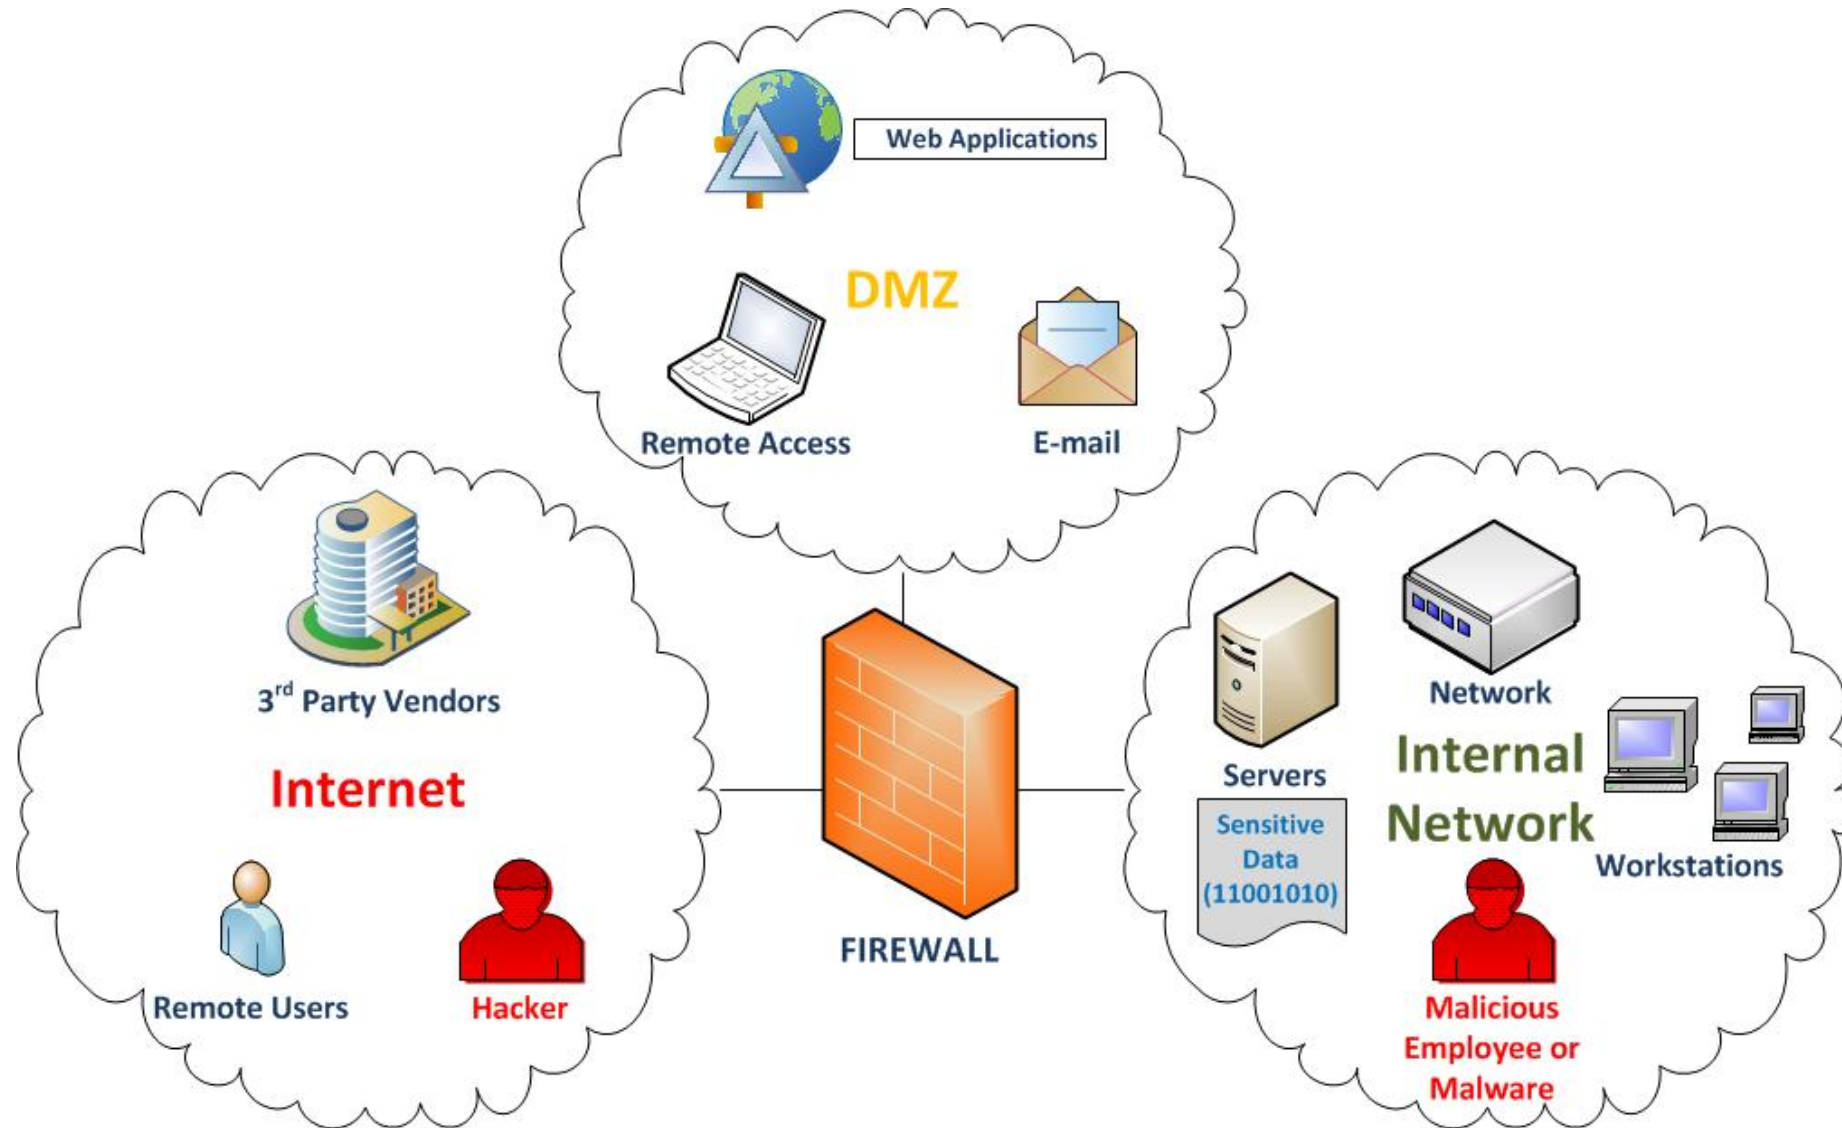 Web Applications
DMZ
Remote Access
E-mail
3rd Party Vendors
Internet
Remote Users
Hacker
FIREWALL
Network
Servers
Internal
Network
Sensitive
Data
(11001010)
Workstations
Malicious
Employee or
Malware